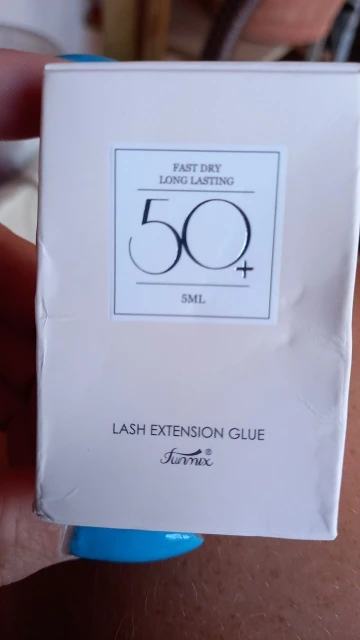 FAST DRY
LONG LASTING
50+
5ML
LASH EXTENSION GLUE
Funmix®